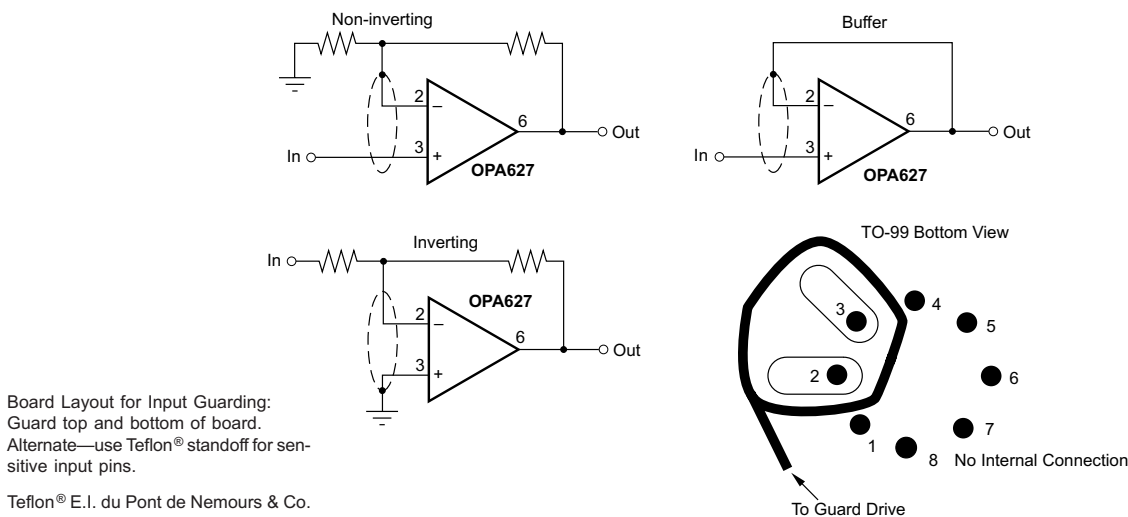 Non-inverting
2
–
3
+
6
In
Out
OPA627
Buffer
2
–
3
+
6
In
Out
OPA627
Inverting
In
OPA627
2
–
3
+
6
Out
TO-99 Bottom View
3
2
4
5
6
7
1
8 No Internal Connection
To Guard Drive
Board Layout for Input Guarding:
Guard top and bottom of board.
Alternate—use Teflon® standoff for sen-
sitive input pins.
Teflon® E.I. du Pont de Nemours & Co.